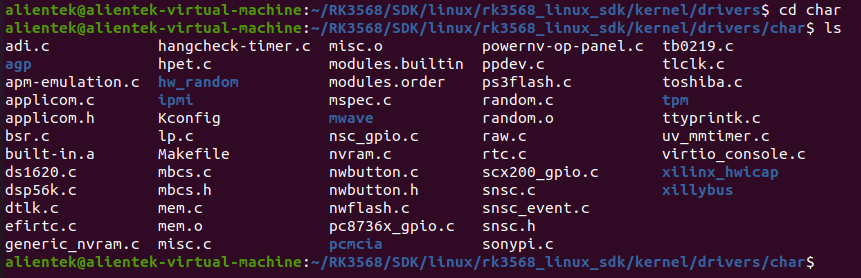 alientek@alientek-virtual-machine:~/RK3568/SDK/linux/rk3568_linux_sdk/kernel/drivers$ cd char
alientek@alientek-virtual-machine:~/RK3568/SDK/linux/rk3568_linux_sdk/kernel/drivers/char$ ls
adi.c hangcheck-timer.c misc.o powernv-op-panel.c tb0219.c
agp hpet.c modules.builtin ppdev.c tlclk.c
apm-emulation.c hw_random modules.order ps3flash.c toshiba.c
applicom.c ipmi mspec.c random.c tpm
applicom.h Kconfig mwave random.o ttyprintk.c
bsr.c lp.c nsc_gpio.c raw.c uv_mmtimer.c
built-in.a Makefile nvram.c rtc.c virtio_console.c
ds1620.c mbcs.c nwbutton.c scx200_gpio.c xilinx_hwicap
dsp56k.c mbcs.h nwbutton.h snsc.c xillybus
dtlk.c mem.c nwflash.c snsc_event.c
efirtc.c mem.o pc8736x_gpio.c snsc.h
generic_nvram.c misc.c pcmcia sonypi.c
alientek@alientek-virtual-machine:~/RK3568/SDK/linux/rk3568_linux_sdk/kernel/drivers/char$